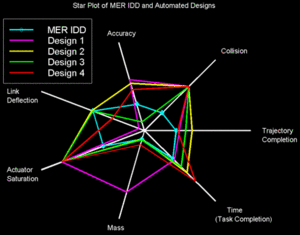 Star Plot of MER IDD and Automated Designs
MER IDD
Design 1
Design 2
Design 3
Design 4
Accuracy
Collision
Link
Deflection
Trajectory
Completion
Actuator
Saturation
Mass
Time
(Task Completion)